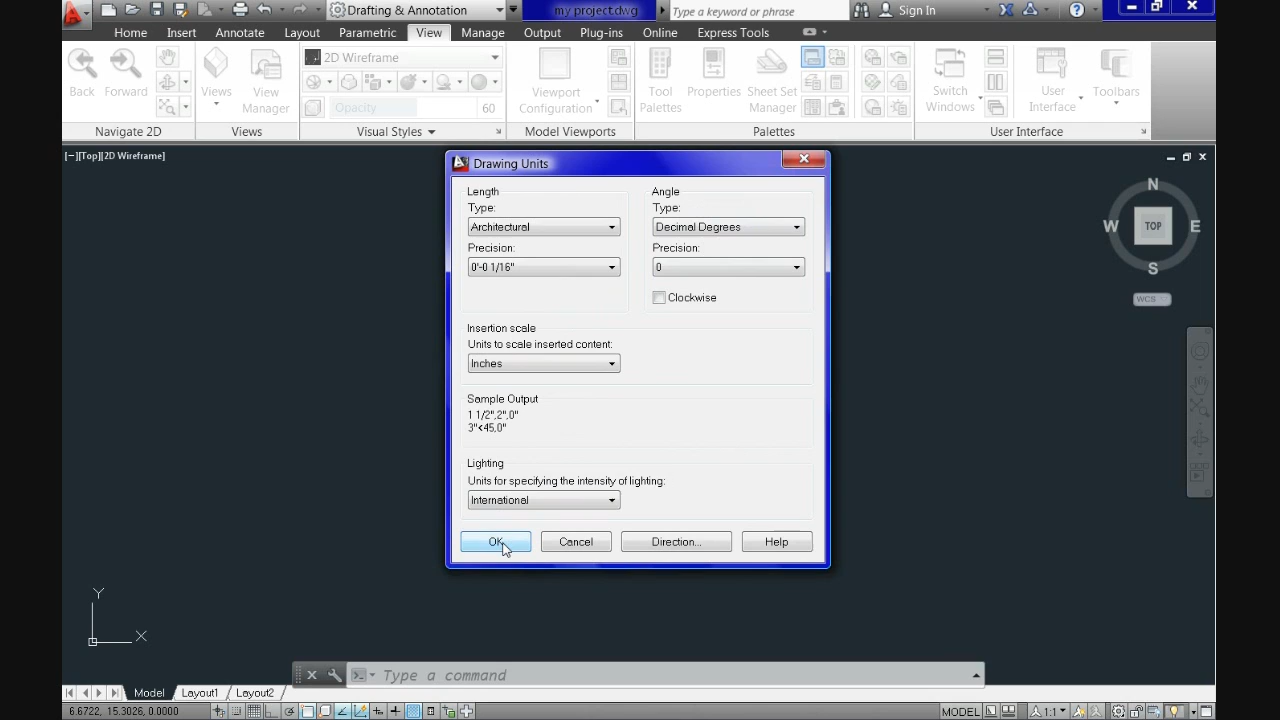 Drafting & Annotation
my project.dwg
Type a keyword or phrase
Sign In
Home Insert Annotate Layout Parametric View Manage Output Plug-ins Online Express Tools
2D Wireframe
Back Forward
Views
View Manager
Opacity 60
Viewport Configuration
Tool Palettes
Properties
Sheet Set Manager
Switch Windows
User Interface
Toolbars
Navigate 2D Views Visual Styles Model Viewports Palettes User Interface
[−][Top][2D Wireframe]
Drawing Units
Length
Type:
Architectural
Precision:
0'-0 1/16"
Angle
Type:
Decimal Degrees
Precision:
0
Clockwise
Insertion scale
Units to scale inserted content:
Inches
Sample Output
1 1/2",2",0"
3"<45,0"
Lighting
Units for specifying the intensity of lighting:
International
OK Cancel Direction... Help
N
W TOP E
S
WCS
Y
X
Type a command
Model Layout1 Layout2
6.6722, 15.3026, 0.0000
MODEL
1:1